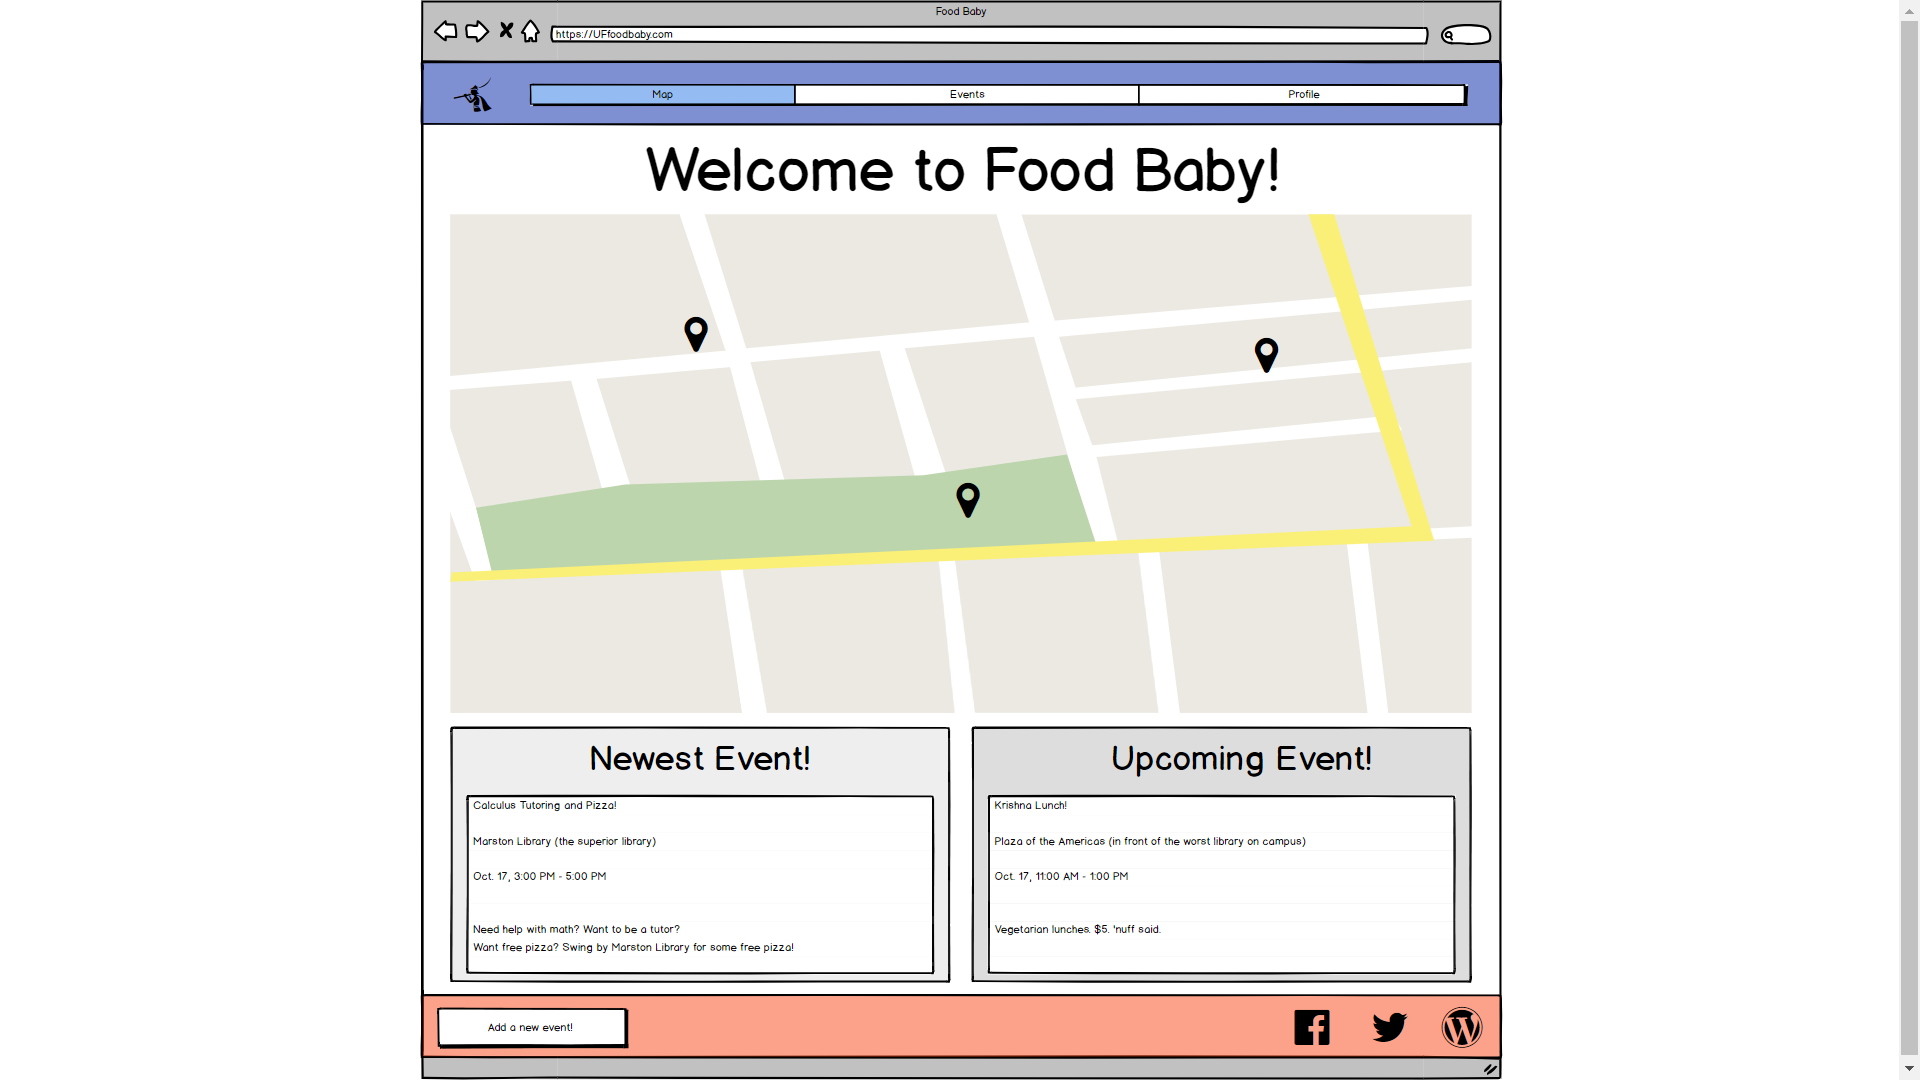 Food Baby
https://UFfoodbaby.com
Map
Events
Profile
Welcome to Food Baby!
Newest Event!
Calculus Tutoring and Pizza!
Marston Library (the superior library)
Oct. 17, 3:00 PM - 5:00 PM
Need help with math? Want to be a tutor?
Want free pizza? Swing by Marston Library for some free pizza!
Upcoming Event!
Krishna Lunch!
Plaza of the Americas (in front of the worst library on campus)
Oct. 17, 11:00 AM - 1:00 PM
Vegetarian lunches. $5. 'nuff said.
Add a new event!